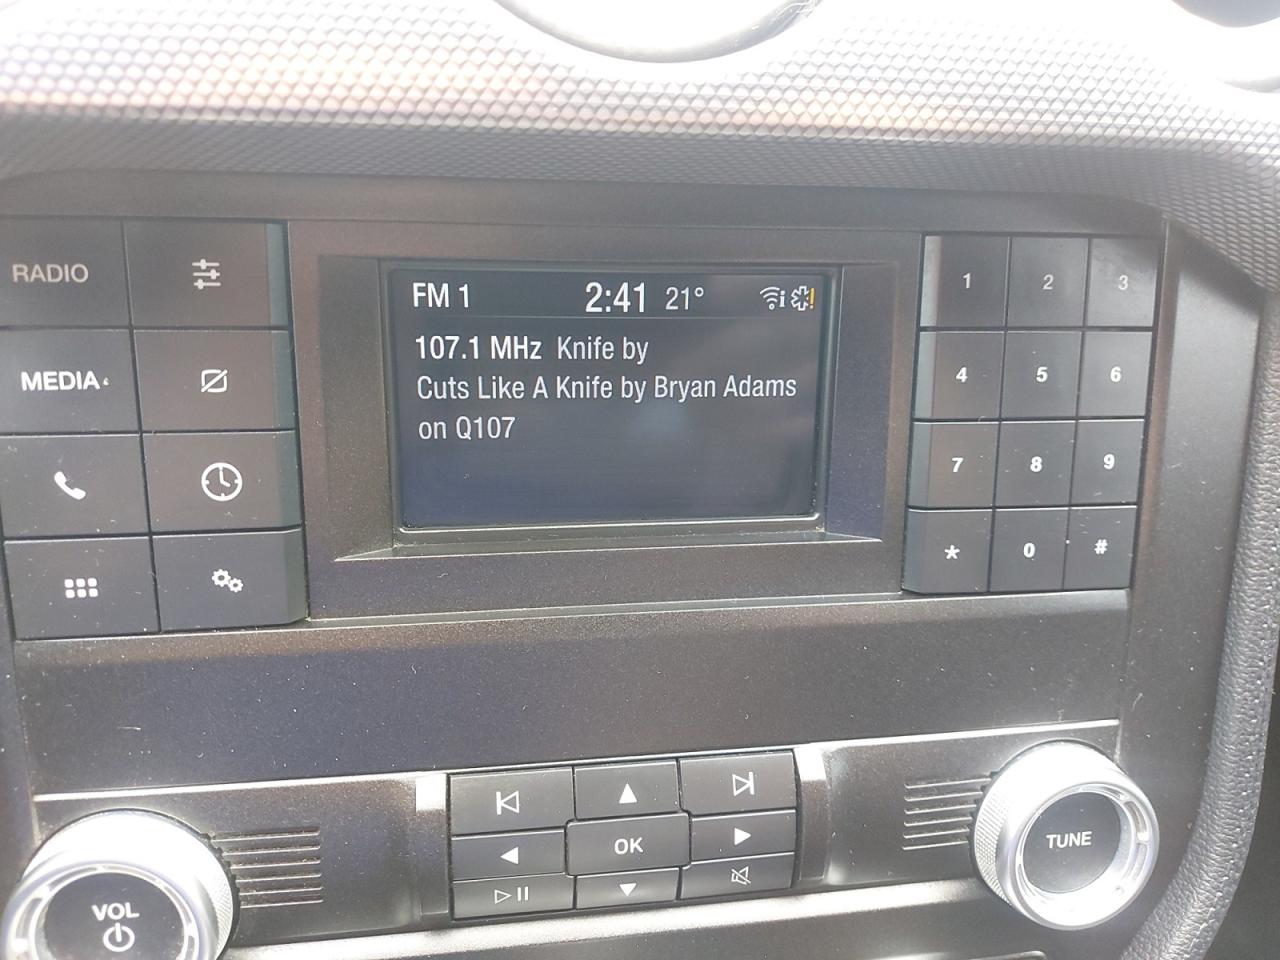 FM 1 2:41 21°
107.1 MHz Knife by
Cuts Like A Knife by Bryan Adams
on Q107
RADIO
MEDIA
1 2 3
4 5 6
7 8 9
* 0 #
OK
VOL
TUNE